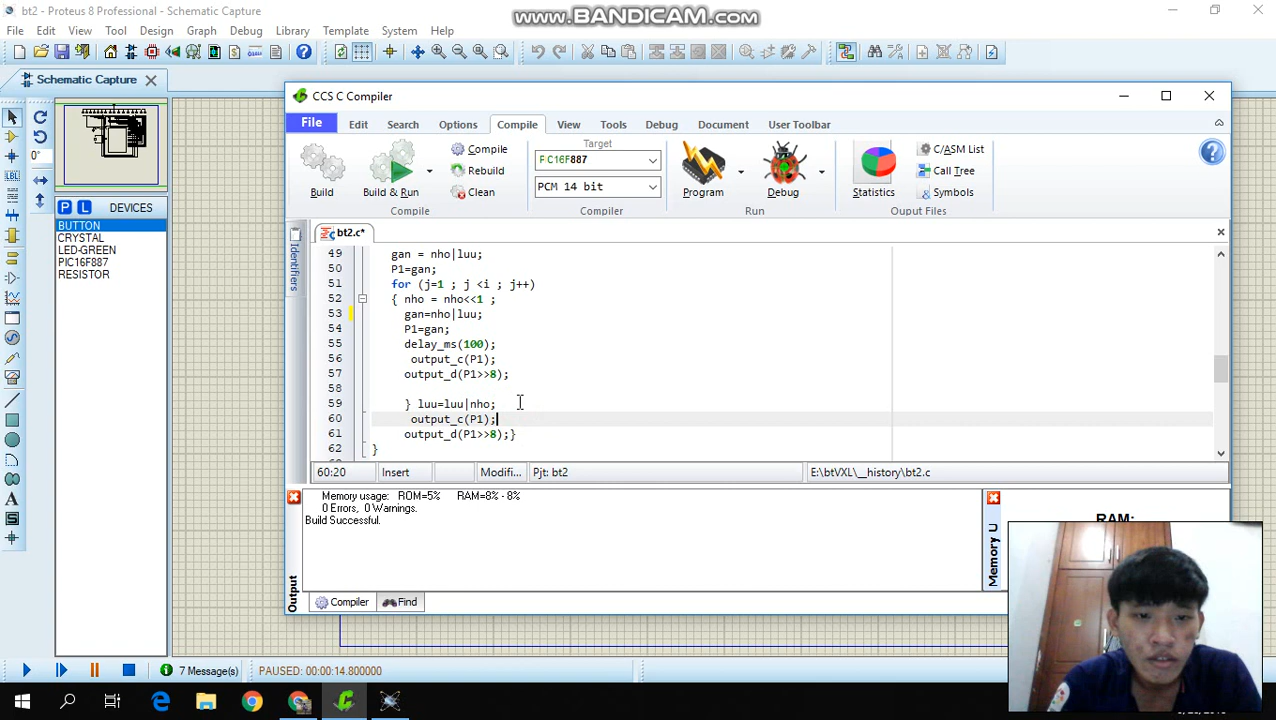 bt2 - Proteus 8 Professional - Schematic Capture
www.BANDICAM.com
File Edit View Tool Design Graph Debug Library Template System Help
Schematic Capture
CCS C Compiler
File Edit Search Options Compile View Tools Debug Document User Toolbar
Target
Build
Build & Run
Compile
Rebuild
Clean
PIC16F887
PCM 14 bit
Program
Debug
Statistics
C/ASM List
Call Tree
Symbols
Compile
Compiler
Run
Ouput Files
0°
P L DEVICES
BUTTON
CRYSTAL
LED-GREEN
PIC16F887
RESISTOR
Identifiers
bt2.c*
49 gan = nho|luu;
50 P1=gan;
51 for (j=1 ; j <i ; j++)
52 { nho = nho<<1 ;
53 gan=nho|luu;
54 P1=gan;
55 delay_ms(100);
56 output_c(P1);
57 output_d(P1>>8);
58
59 } luu=luu|nho;
60 output_c(P1);
61 output_d(P1>>8);}
62 }
60:20 Insert Modifi... Pjt: bt2 E:\btVXL\__history\bt2.c
Memory usage: ROM=5% RAM=8% - 8%
0 Errors, 0 Warnings.
Build Successful.
Output
Memory U
RAM:
Compiler Find
7 Message(s) PAUSED: 00:00:14.800000